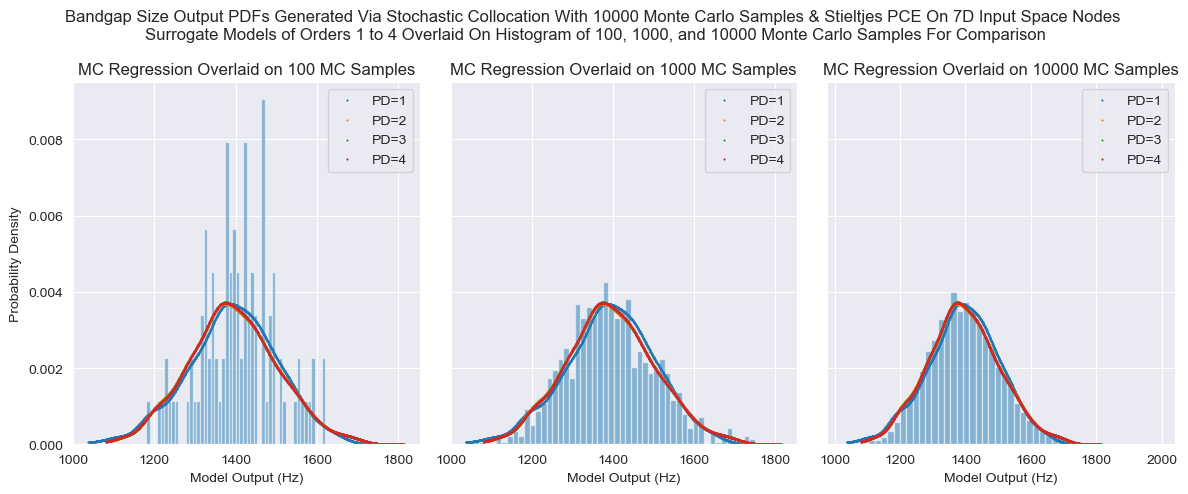 Bandgap Size Output PDFs Generated Via Stochastic Collocation With 10000 Monte Carlo Samples & Stieltjes PCE On 7D Input Space Nodes
Surrogate Models of Orders 1 to 4 Overlaid On Histogram of 100, 1000, and 10000 Monte Carlo Samples For Comparison
MC Regression Overlaid on 100 MC Samples
PD=1
PD=2
PD=3
PD=4
Probability Density
0.008
0.006
0.004
0.002
0.000
1000 1200 1400 1600 1800
Model Output (Hz)
MC Regression Overlaid on 1000 MC Samples
PD=1
PD=2
PD=3
PD=4
1000 1200 1400 1600 1800
Model Output (Hz)
MC Regression Overlaid on 10000 MC Samples
PD=1
PD=2
PD=3
PD=4
1000 1200 1400 1600 1800 2000
Model Output (Hz)